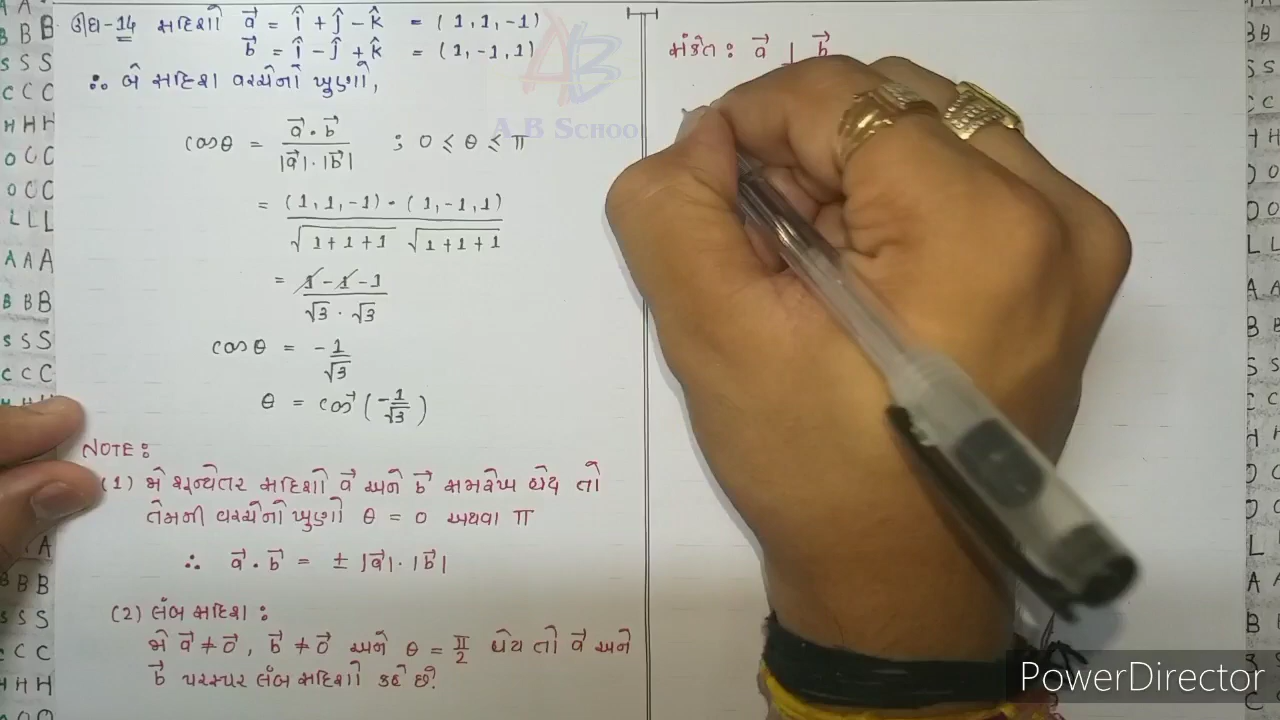 ઉદા-14 સદિશો a⃗ = î + ĵ - k̂ = (1, 1, -1)
b⃗ = î - ĵ + k̂ = (1, -1, 1)
∴ બે સદિશ વચ્ચેનો ખુણો,
cosθ = a⃗ · b⃗ / |a⃗| · |b⃗| ; 0 < θ < π
= (1, 1, -1) · (1, -1, 1) / √1+1+1 √1+1+1
= 1 - 1 - 1 / √3 · √3
cosθ = - 1/√3
θ = cos⁻¹ (-1/√3)
NOTE:
(1) જો શૂન્યેતર સદિશો a⃗ અને b⃗ સમરેખ હોય તો
તેમની વચ્ચેનો ખુણો θ = 0 અથવા π
∴ a⃗ · b⃗ = ± |a⃗| · |b⃗|
(2) લંબ સદિશ:
જો a⃗ ≠ 0⃗, b⃗ ≠ 0⃗ અને θ = π/2 હોય તો a⃗ અને
b⃗ પરસ્પર લંબ સદિશો કહે છે.
સંકેત: a⃗ ⊥ b⃗
A B School
PowerDirector